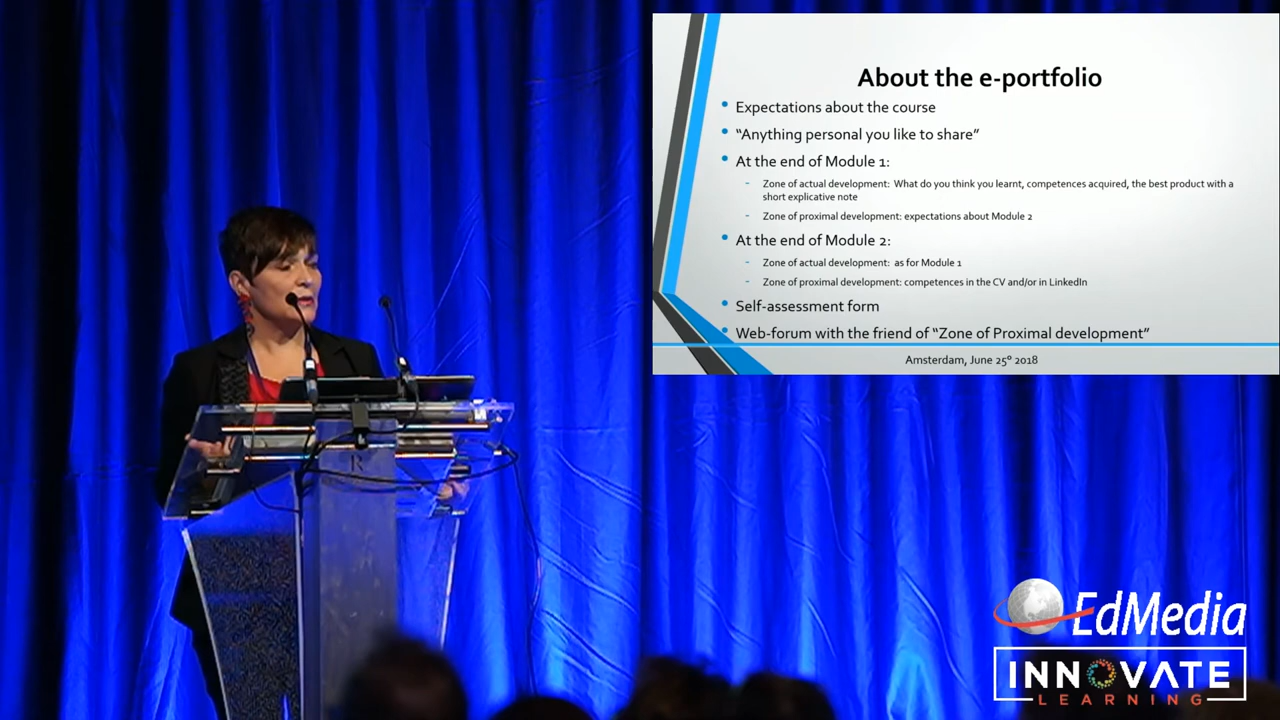 About the e-portfolio
Expectations about the course
“Anything personal you like to share”
At the end of Module 1:
Zone of actual development: What do you think you learnt, competences acquired, the best product with a
short explicative note
Zone of proximal development: expectations about Module 2
At the end of Module 2:
Zone of actual development: as for Module 1
Zone of proximal development: competences in the CV and/or in LinkedIn
Self-assessment form
Web-forum with the friend of “Zone of Proximal development”
Amsterdam, June 25° 2018
R
EdMedia
INNOVATE
LEARNING